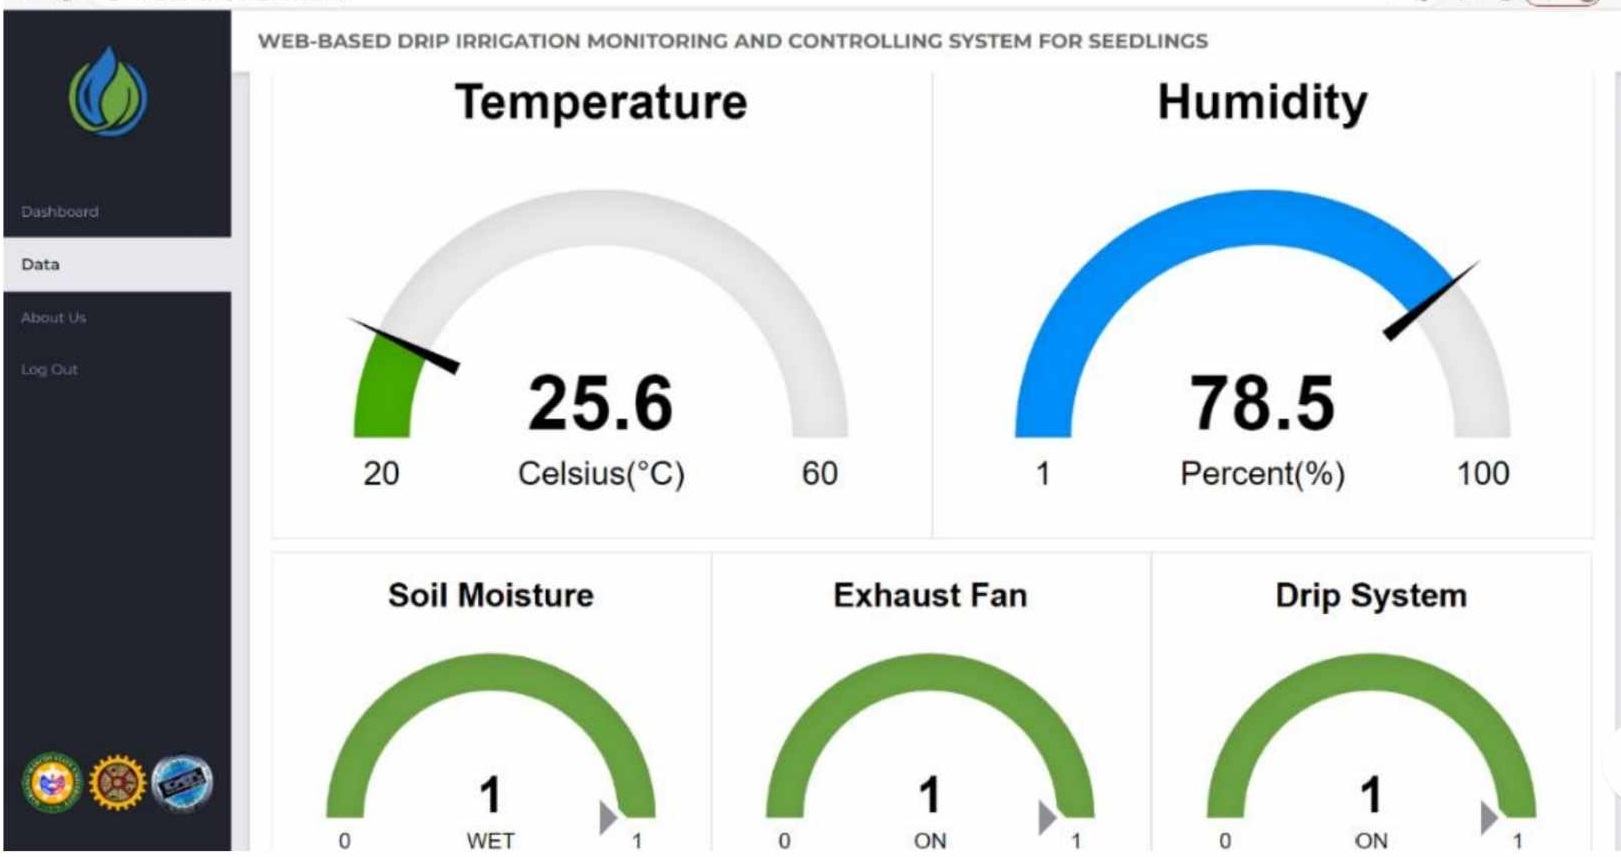 WEB-BASED DRIP IRRIGATION MONITORING AND CONTROLLING SYSTEM FOR SEEDLINGS
Dashboard
Data
About Us
Log Out
Temperature
25.6
20 Celsius(°C) 60
Humidity
78.5
1 Percent(%) 100
Soil Moisture
1
0 WET 1
Exhaust Fan
1
0 ON 1
Drip System
1
0 ON 1